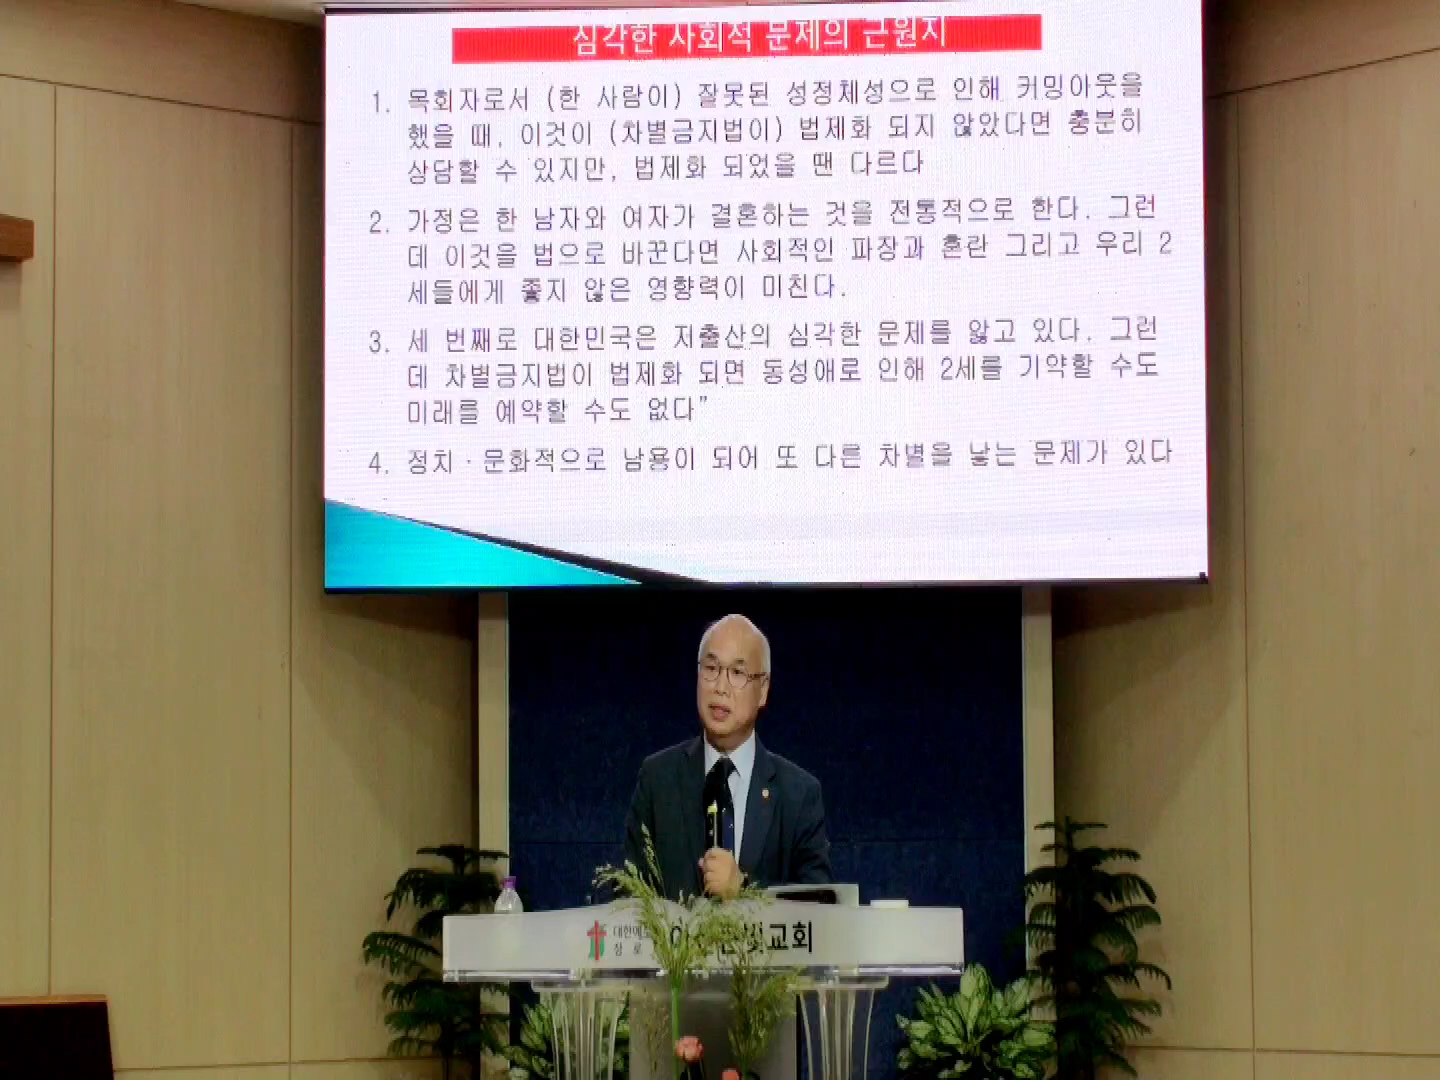 심각한 사회적 문제의 근원지
1. 목회자로서 (한 사람이) 잘못된 성정체성으로 인해 커밍아웃을
했을 때, 이것이 (차별금지법이) 법제화 되지 않았다면 충분히
상담할 수 있지만, 법제화 되었을 땐 다르다
2. 가정은 한 남자와 여자가 결혼하는 것을 전통적으로 한다. 그런
데 이것을 법으로 바꾼다면 사회적인 파장과 혼란 그리고 우리 2
세들에게 좋지 않은 영향력이 미친다.
3. 세 번째로 대한민국은 저출산의 심각한 문제를 앓고 있다. 그런
데 차별금지법이 법제화 되면 동성애로 인해 2세를 기약할 수도
미래를 예약할 수도 없다”
4. 정치·문화적으로 남용이 되어 또 다른 차별을 낳는 문제가 있다
대한예
장로
교회